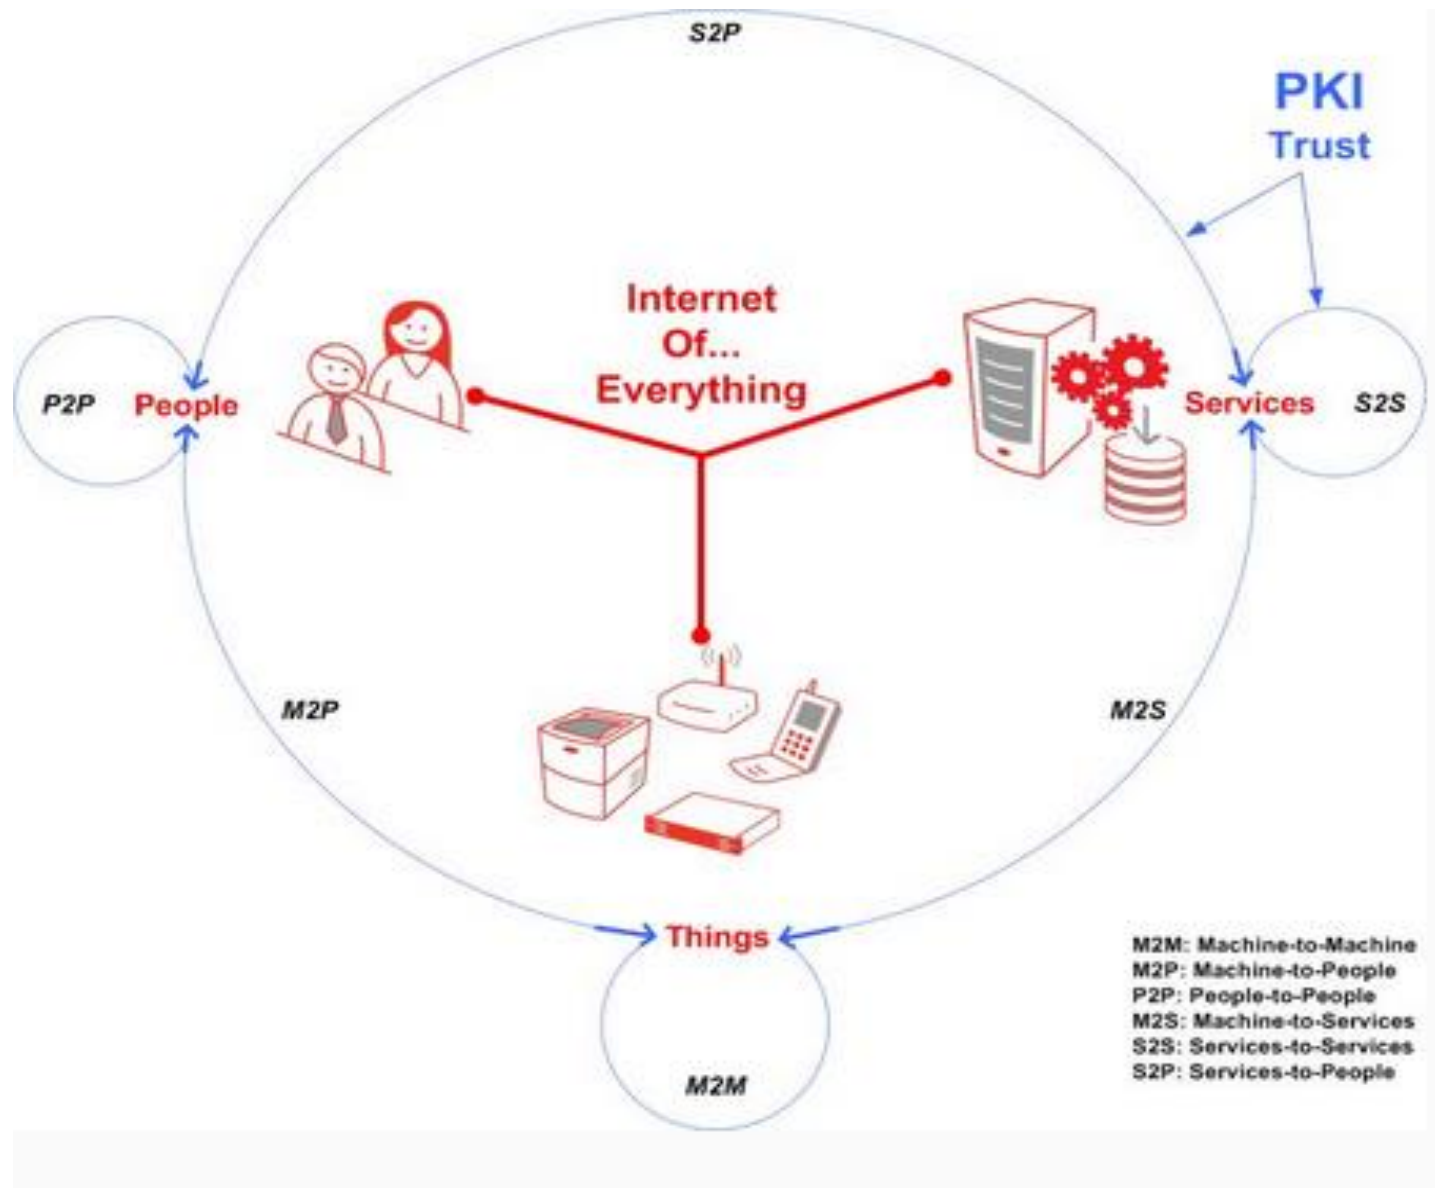 S2P
PKI
Trust
Internet
Of...
Everything
P2P
People
Services
S2S
M2P
M2S
Things
M2M
M2M: Machine-to-Machine
M2P: Machine-to-People
P2P: People-to-People
M2S: Machine-to-Services
S2S: Services-to-Services
S2P: Services-to-People